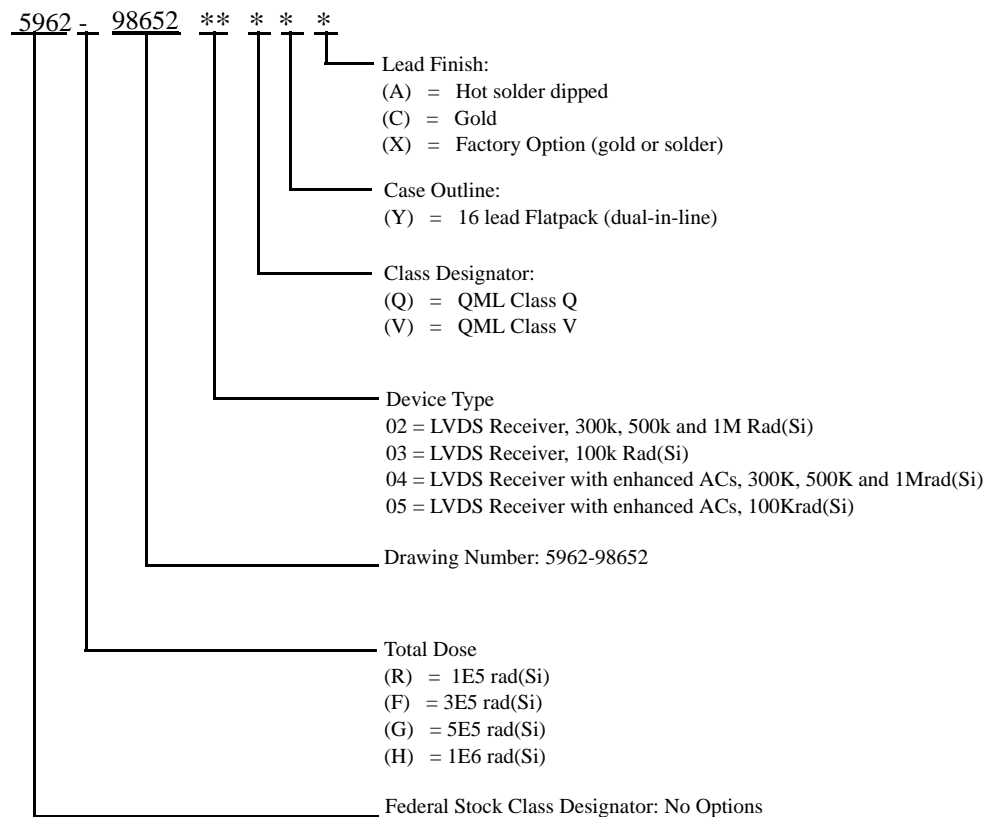 5962 - 98652 ** * * *
Lead Finish:
(A) = Hot solder dipped
(C) = Gold
(X) = Factory Option (gold or solder)
Case Outline:
(Y) = 16 lead Flatpack (dual-in-line)
Class Designator:
(Q) = QML Class Q
(V) = QML Class V
Device Type
02 = LVDS Receiver, 300k, 500k and 1M Rad(Si)
03 = LVDS Receiver, 100k Rad(Si)
04 = LVDS Receiver with enhanced ACs, 300K, 500K and 1Mrad(Si)
05 = LVDS Receiver with enhanced ACs, 100Krad(Si)
Drawing Number: 5962-98652
Total Dose
(R) = 1E5 rad(Si)
(F) = 3E5 rad(Si)
(G) = 5E5 rad(Si)
(H) = 1E6 rad(Si)
Federal Stock Class Designator: No Options